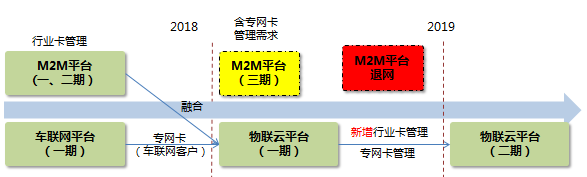 2018
含专网卡
管理需求
2019
行业卡管理
M2M平台
（一、二期）
M2M平台
（三期）
M2M平台
退网
融合
车联网平台
（一期）
专网卡
（车联网客户）
物联云平台
（一期）
新增行业卡管理
专网卡管理
物联云平台
（二期）